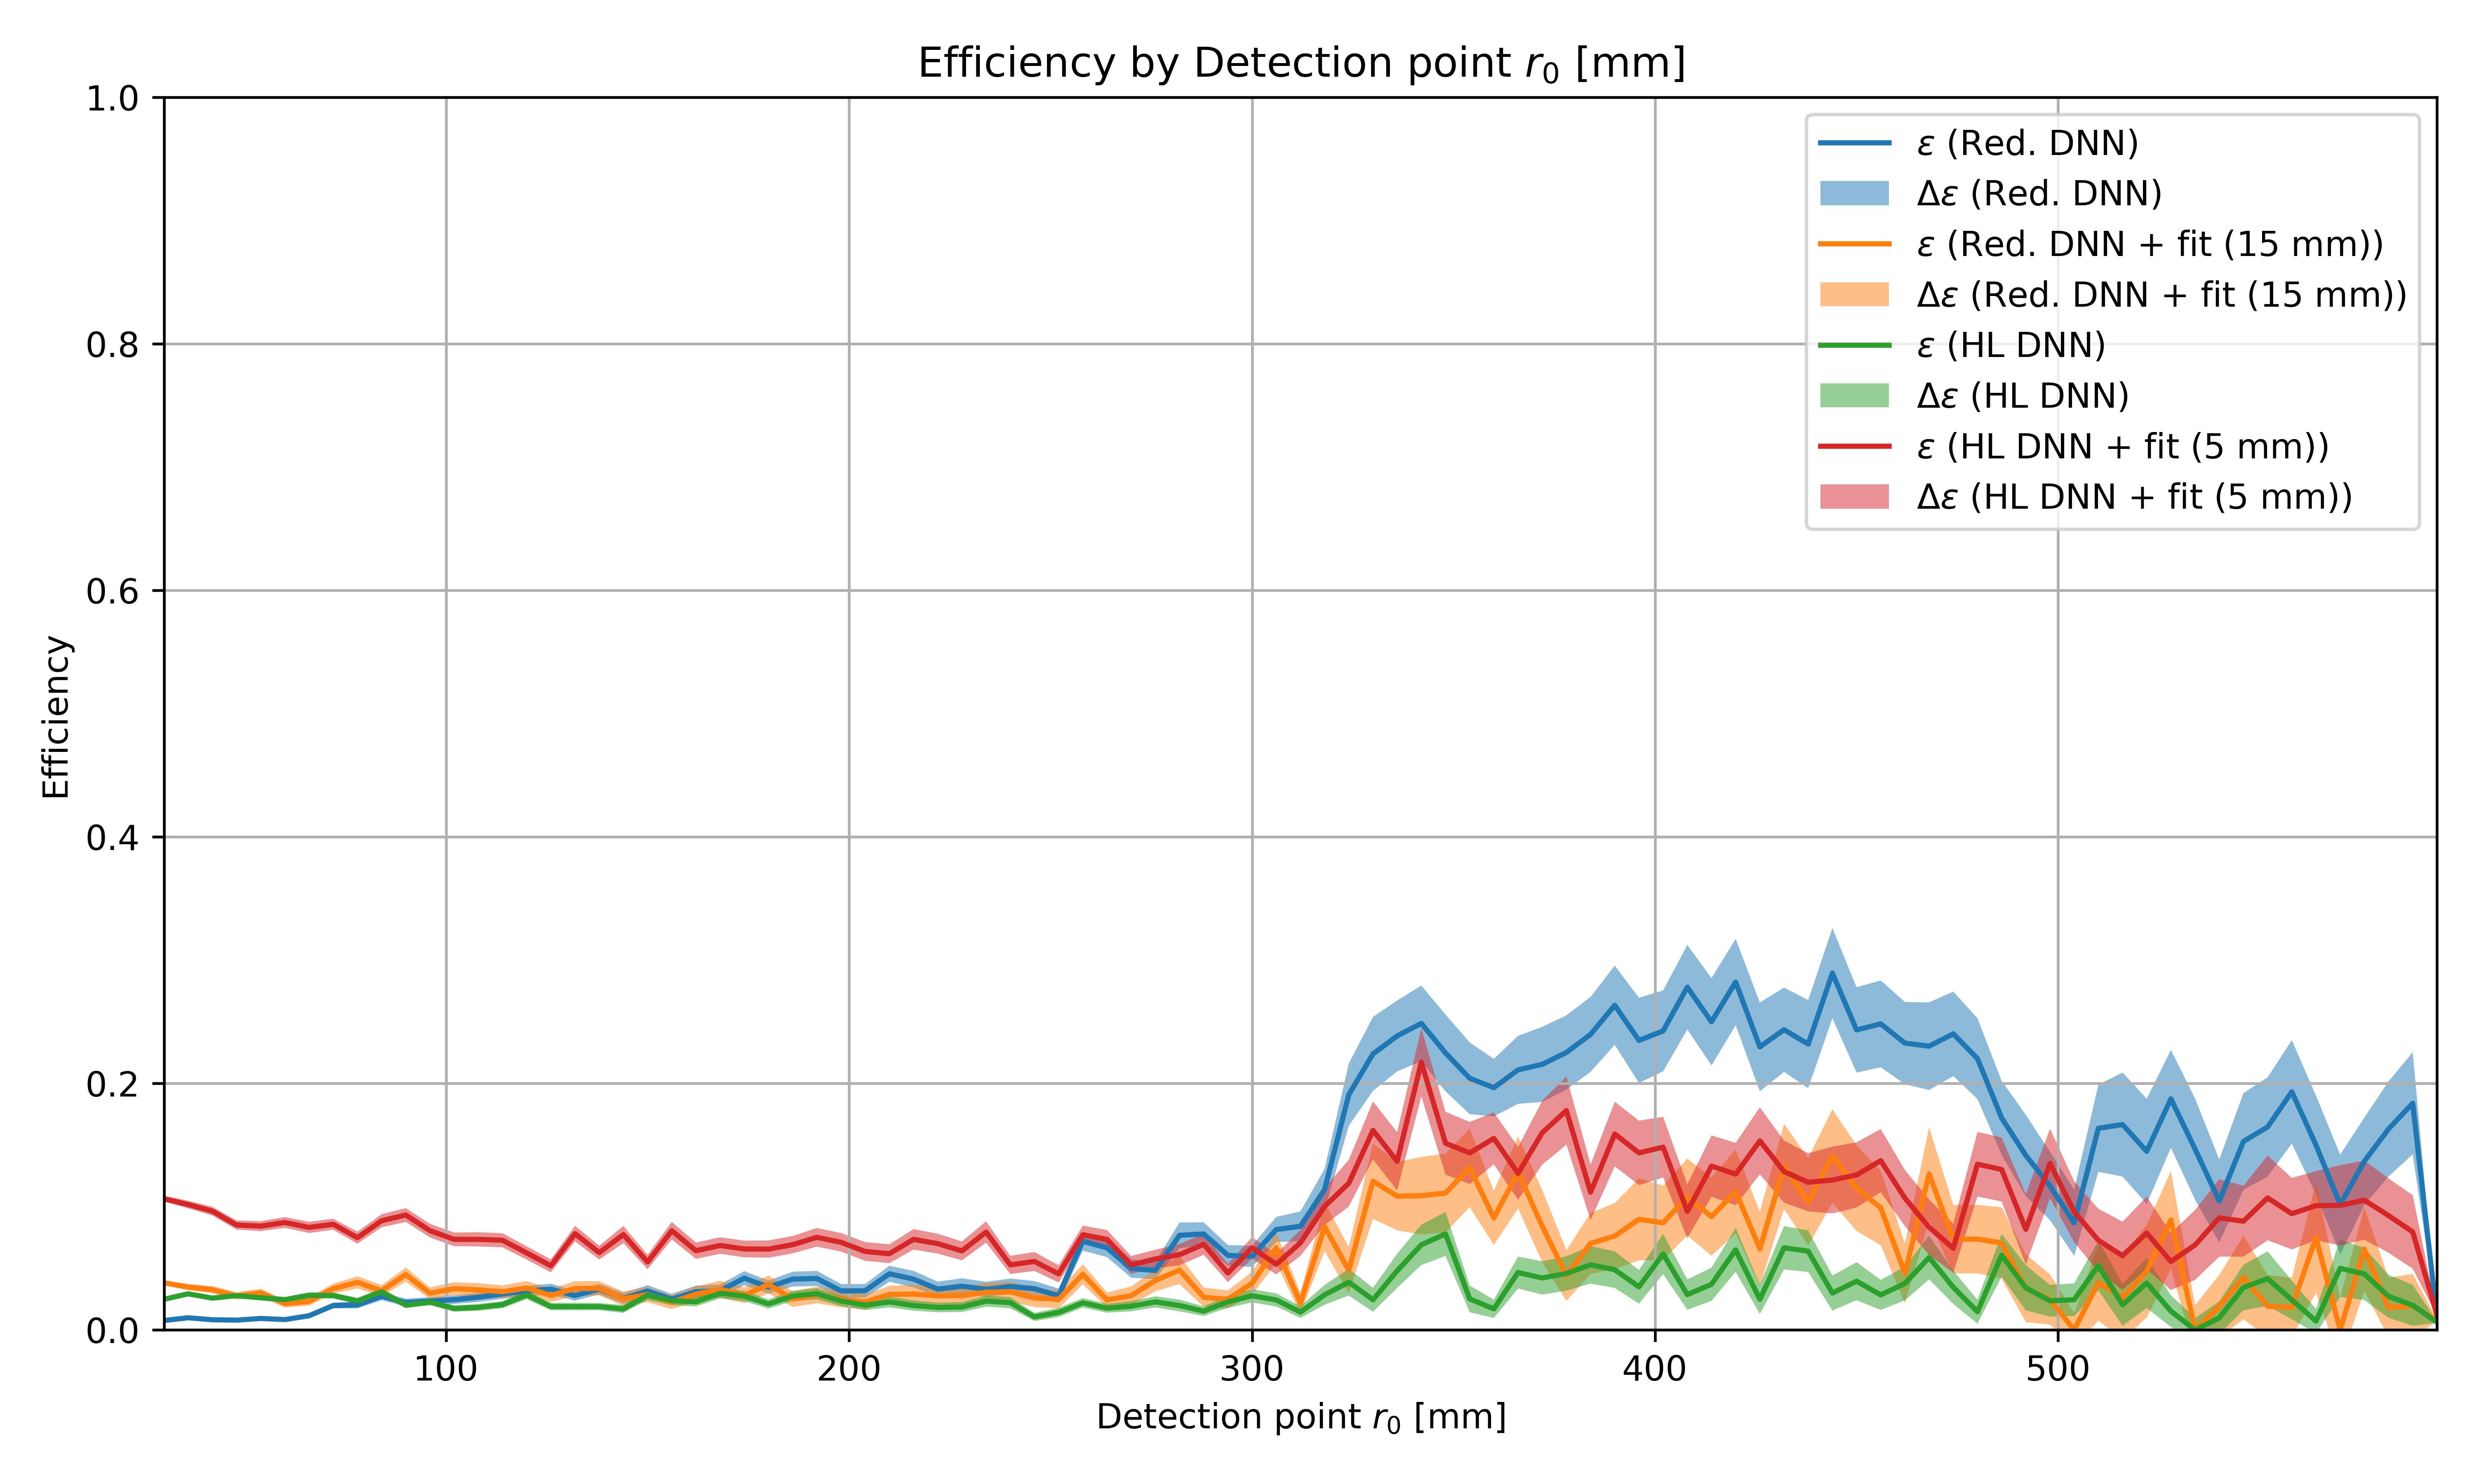 Efficiency by Detection point r₀ [mm]
1.0
0.8
0.6
0.4
0.2
0.0
Efficiency
ε (Red. DNN)
Δε (Red. DNN)
ε (Red. DNN + fit (15 mm))
Δε (Red. DNN + fit (15 mm))
ε (HL DNN)
Δε (HL DNN)
ε (HL DNN + fit (5 mm))
Δε (HL DNN + fit (5 mm))
100 200 300 400 500
Detection point r₀ [mm]